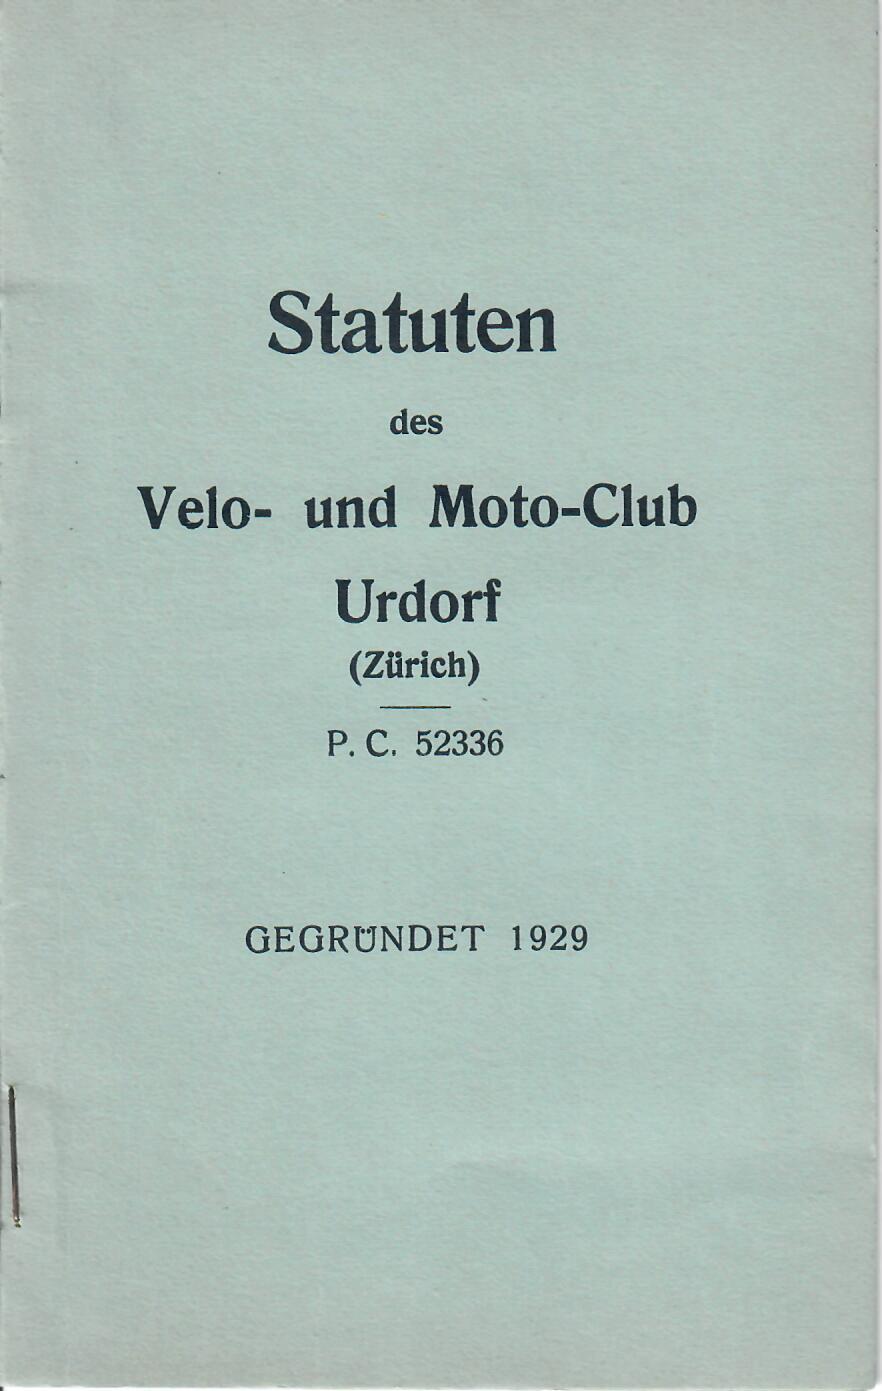 Statuten
des
Velo- und Moto-Club
Urdorf
(Zürich)
P. C. 52336
GEGRÜNDET 1929